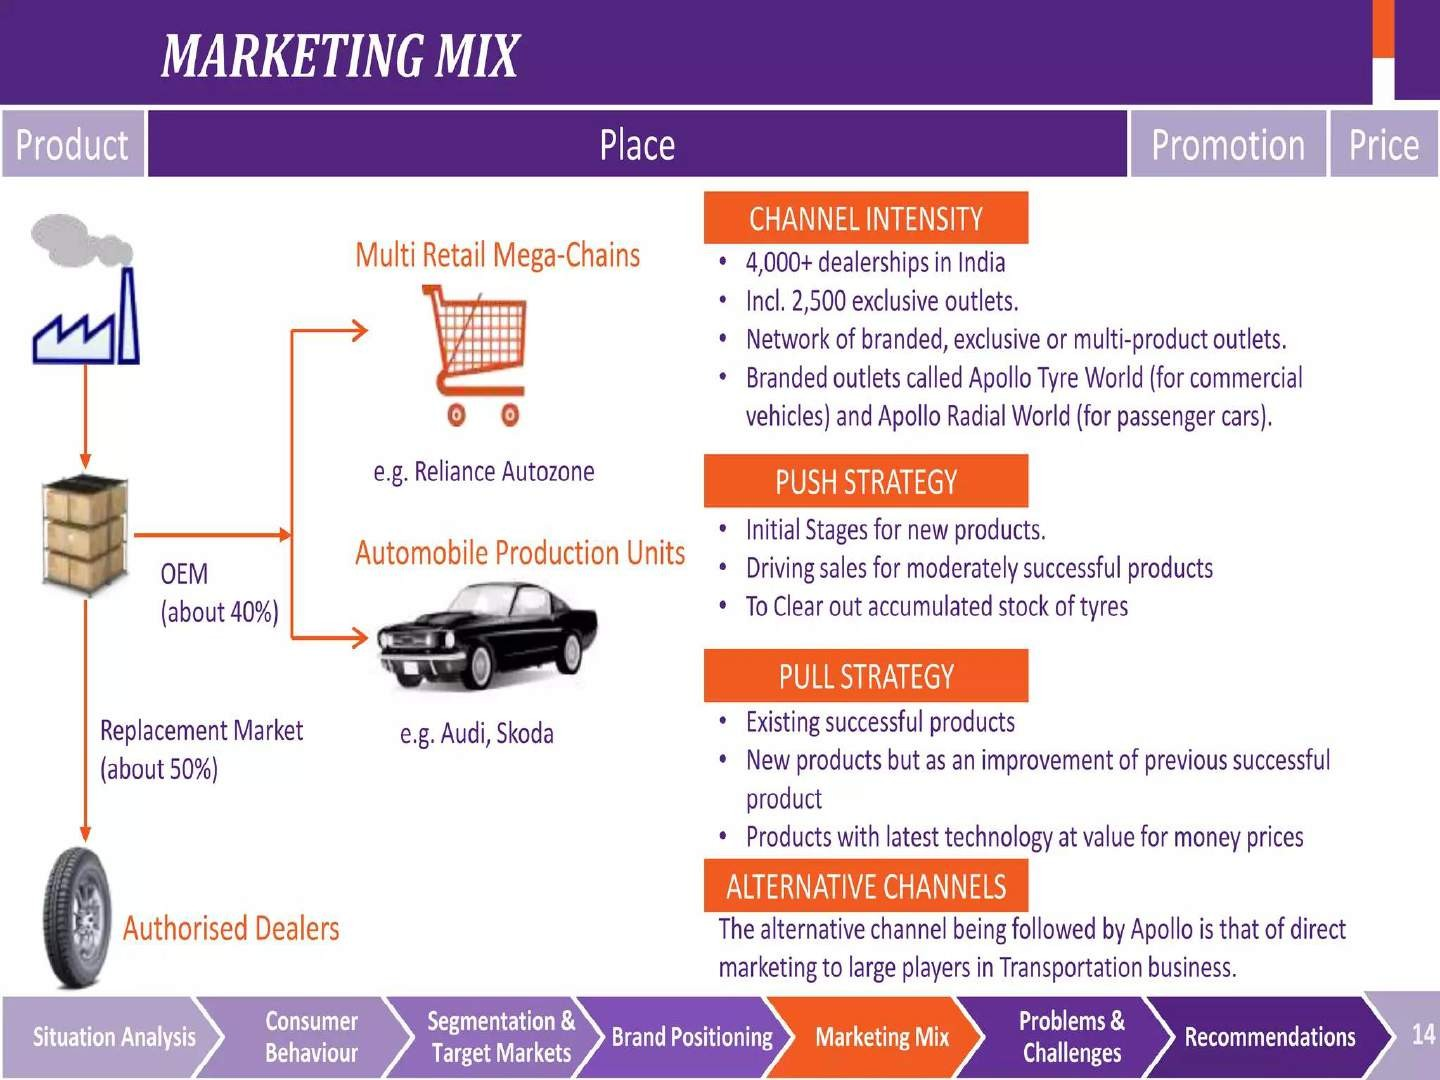 MARKETING MIX
Product
Place
Promotion
Price
Multi Retail Mega-Chains
e.g. Reliance Autozone
OEM
(about 40%)
Automobile Production Units
e.g. Audi, Skoda
Replacement Market
(about 50%)
Authorised Dealers
CHANNEL INTENSITY
• 4,000+ dealerships in India
• Incl. 2,500 exclusive outlets.
• Network of branded, exclusive or multi-product outlets.
• Branded outlets called Apollo Tyre World (for commercial
vehicles) and Apollo Radial World (for passenger cars).
PUSH STRATEGY
• Initial Stages for new products.
• Driving sales for moderately successful products
• To Clear out accumulated stock of tyres
PULL STRATEGY
• Existing successful products
• New products but as an improvement of previous successful
product
• Products with latest technology at value for money prices
ALTERNATIVE CHANNELS
The alternative channel being followed by Apollo is that of direct
marketing to large players in Transportation business.
Situation Analysis
Consumer
Behaviour
Segmentation &
Target Markets
Brand Positioning
Marketing Mix
Problems &
Challenges
Recommendations
14